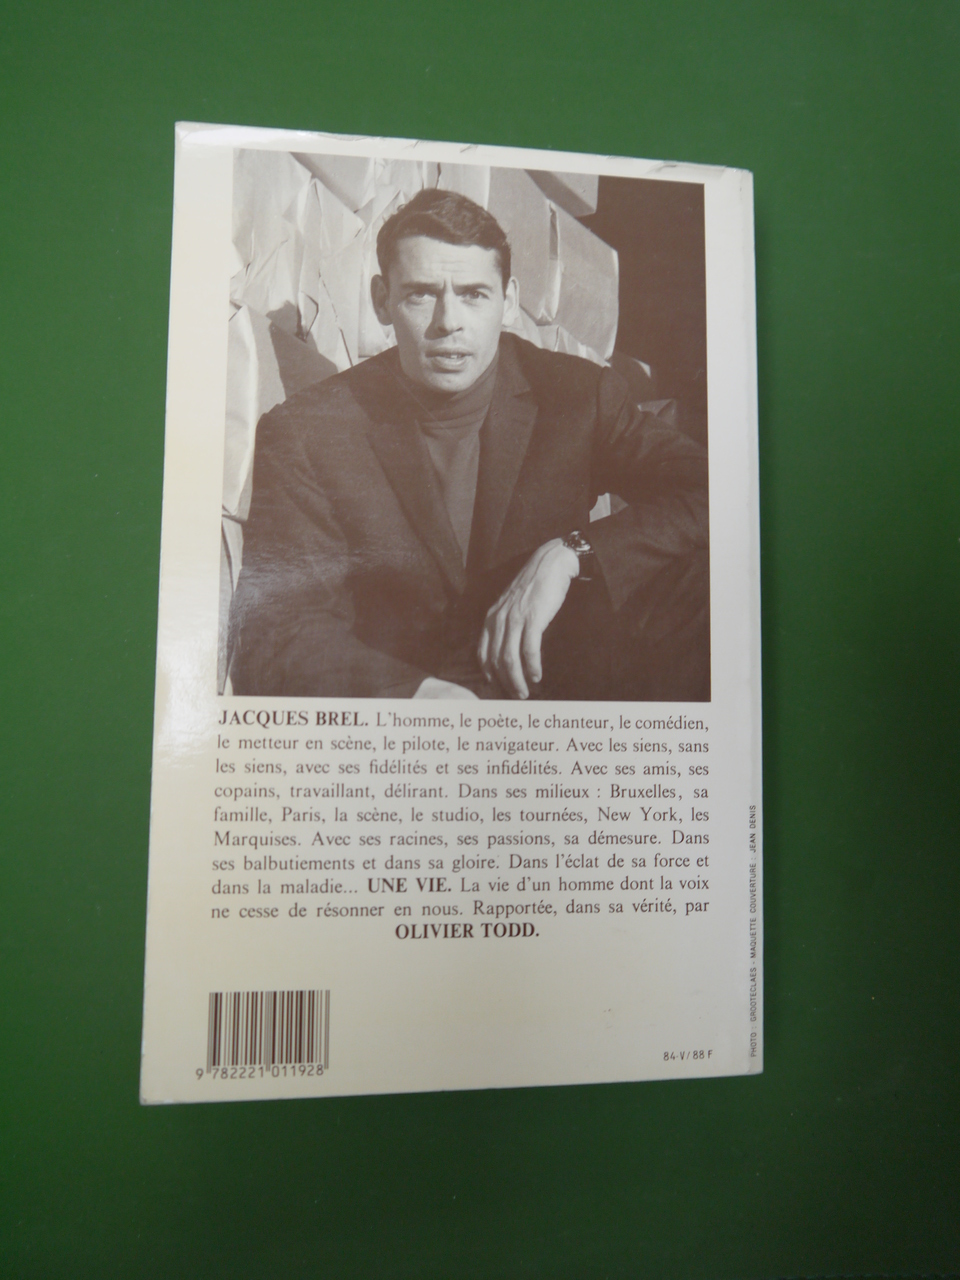 JACQUES BREL. L'homme, le poète, le chanteur, le comédien,
le metteur en scène, le pilote, le navigateur. Avec les siens, sans
les siens, avec ses fidélités et ses infidélités. Avec ses amis, ses
copains, travaillant, délirant. Dans ses milieux : Bruxelles, sa
famille, Paris, la scène, le studio, les tournées, New York, les
Marquises. Avec ses racines, ses passions, sa démesure. Dans
ses balbutiements et dans sa gloire. Dans l'éclat de sa force et
dans la maladie... UNE VIE. La vie d'un homme dont la voix
ne cesse de résonner en nous. Rapportée, dans sa vérité, par
OLIVIER TODD.
9 782221 011928
84-V/88 F
PHOTO : GROOTECLAES - MAQUETTE COUVERTURE : JEAN DENIS